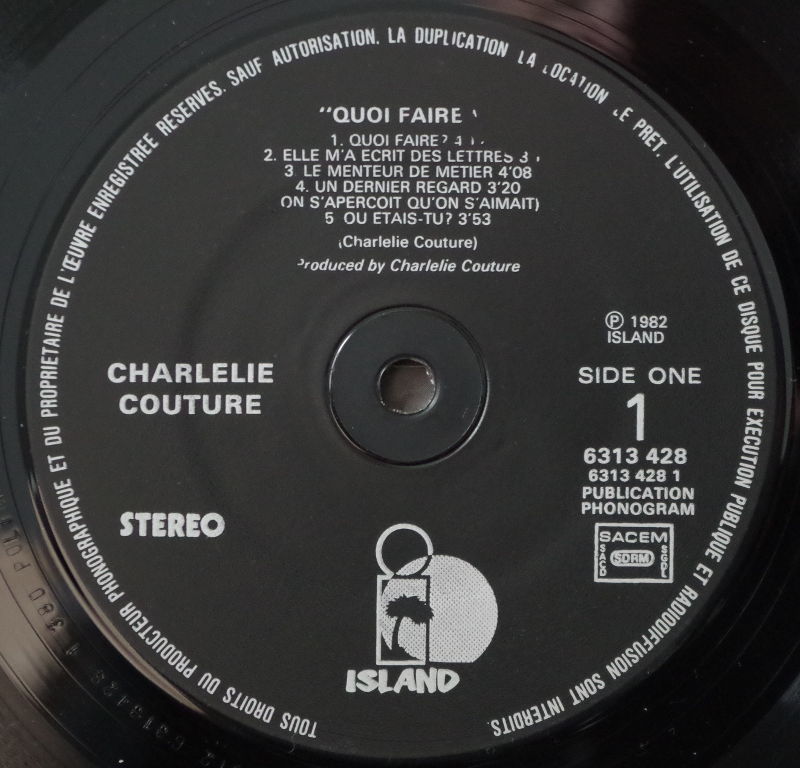 TOUS DROITS DU PRODUCTEUR PHONOGRAPHIQUE ET DU PROPRIETAIRE DE L'ŒUVRE ENREGISTREE RESERVES. SAUF AUTORISATION. LA DUPLICATION LA LOCATION LE PRET, L'UTILISATION DE CE DISQUE POUR EXECUTION PUBLIQUE ET RADIODIFFUSION SONT INTERDITS.
"QUOI FAIRE
1. QUOI FAIRE?
2. ELLE M'A ECRIT DES LETTRES
3. LE MENTEUR DE METIER 4'08
4. UN DERNIER REGARD 3'20
ON S'APERCOIT QU'ON S'AIMAIT)
5 OU ETAIS-TU? 3'53
(Charlelie Couture)
Produced by Charlelie Couture
Ⓟ 1982
ISLAND
CHARLELIE
COUTURE
SIDE ONE
1
6313 428
6313 428 1
PUBLICATION
PHONOGRAM
STEREO
SACEM
SACD SDRM SGDL
ISLAND